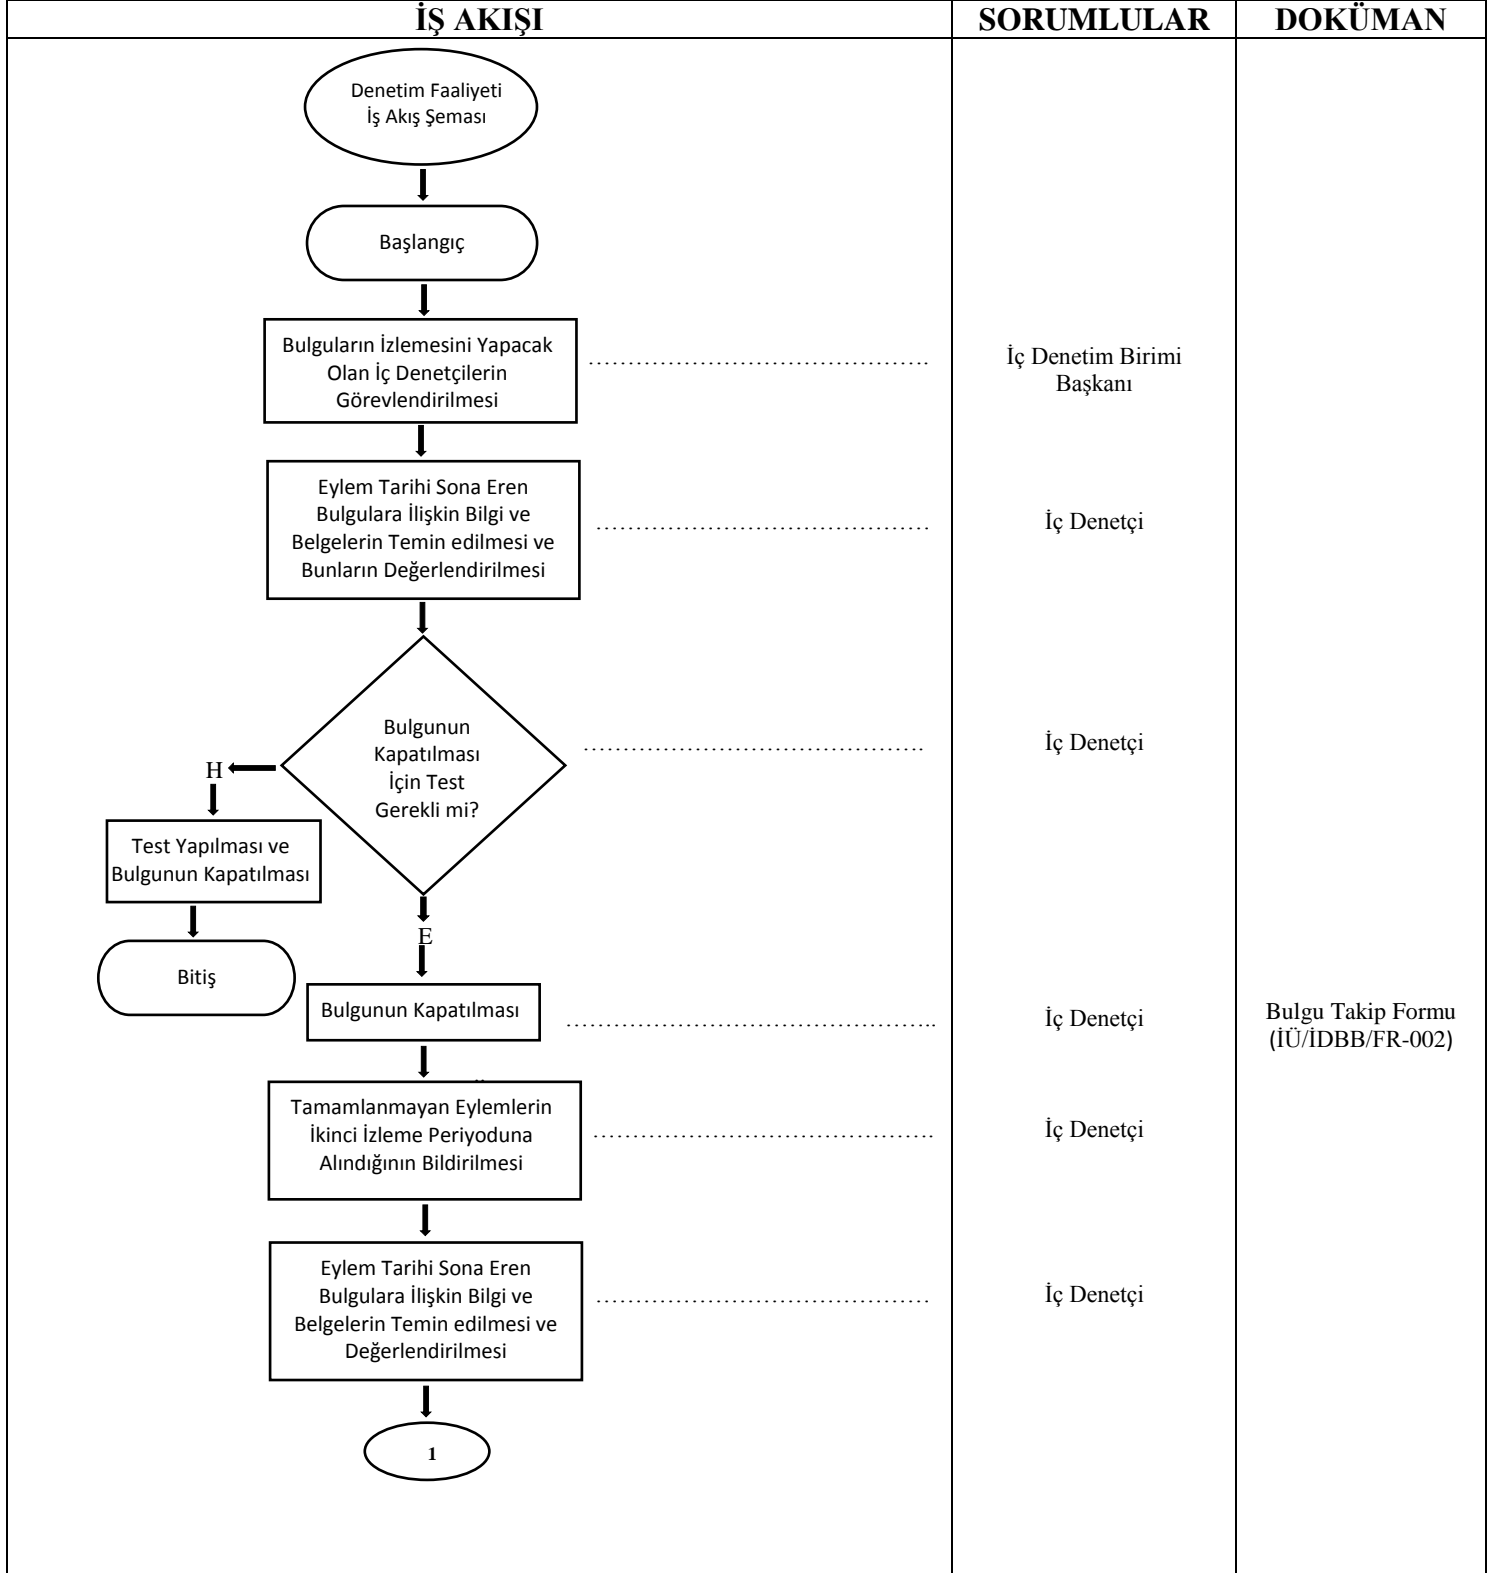 İŞ AKIŞI
SORUMLULAR
DOKÜMAN
Denetim Faaliyeti
İş Akış Şeması
Başlangıç
Bulguların İzlemesini Yapacak
Olan İç Denetçilerin
Görevlendirilmesi
……………………………………
İç Denetim Birimi
Başkanı
Eylem Tarihi Sona Eren
Bulgulara İlişkin Bilgi ve
Belgelerin Temin edilmesi ve
Bunların Değerlendirilmesi
……………………………………
İç Denetçi
Bulgunun
Kapatılması
İçin Test
Gerekli mi?
……………………………………
İç Denetçi
H
Test Yapılması ve
Bulgunun Kapatılması
E
Bitiş
Bulgunun Kapatılması
……………………………………..
İç Denetçi
Bulgu Takip Formu
(İÜ/İDBB/FR-002)
Tamamlanmayan Eylemlerin
İkinci İzleme Periyoduna
Alındığının Bildirilmesi
……………………………………
İç Denetçi
Eylem Tarihi Sona Eren
Bulgulara İlişkin Bilgi ve
Belgelerin Temin edilmesi ve
Değerlendirilmesi
……………………………………
İç Denetçi
1